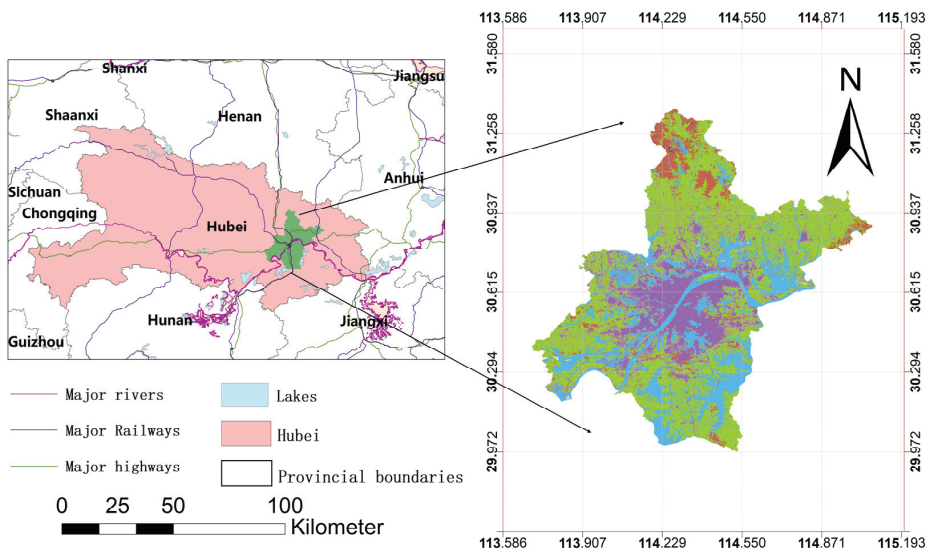 Shanxi
Jiangsu
Shaanxi
Henan
Anhui
Sichuan
Chongqing
Hubei
Hunan
Jiangxi
Guizhou
Major rivers
Lakes
Major Railways
Hubei
Major highways
Provincial boundaries
0 25 50 100
Kilometer
113.586 113.907 114.229 114.550 114.871 115.193
31.580 31.580
N
31.258 31.258
30.937 30.937
30.615 30.615
30.294 30.294
29.972 29.972
113.586 113.907 114.229 114.550 114.871 115.193